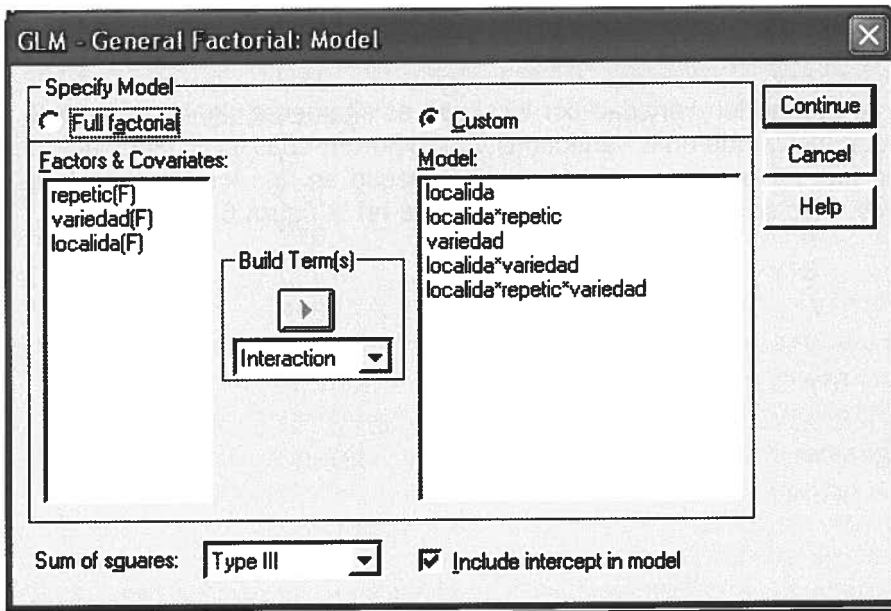 GLM - General Factorial: Model
Specify Model
Full factorial
Custom
Continue
Cancel
Help
Factors & Covariates:
repetic(F)
variedad(F)
localida(F)
Build Term(s)
Interaction
Model:
localida
localida*repetic
variedad
localida*variedad
localida*repetic*variedad
Sum of squares:
Type III
Include intercept in model